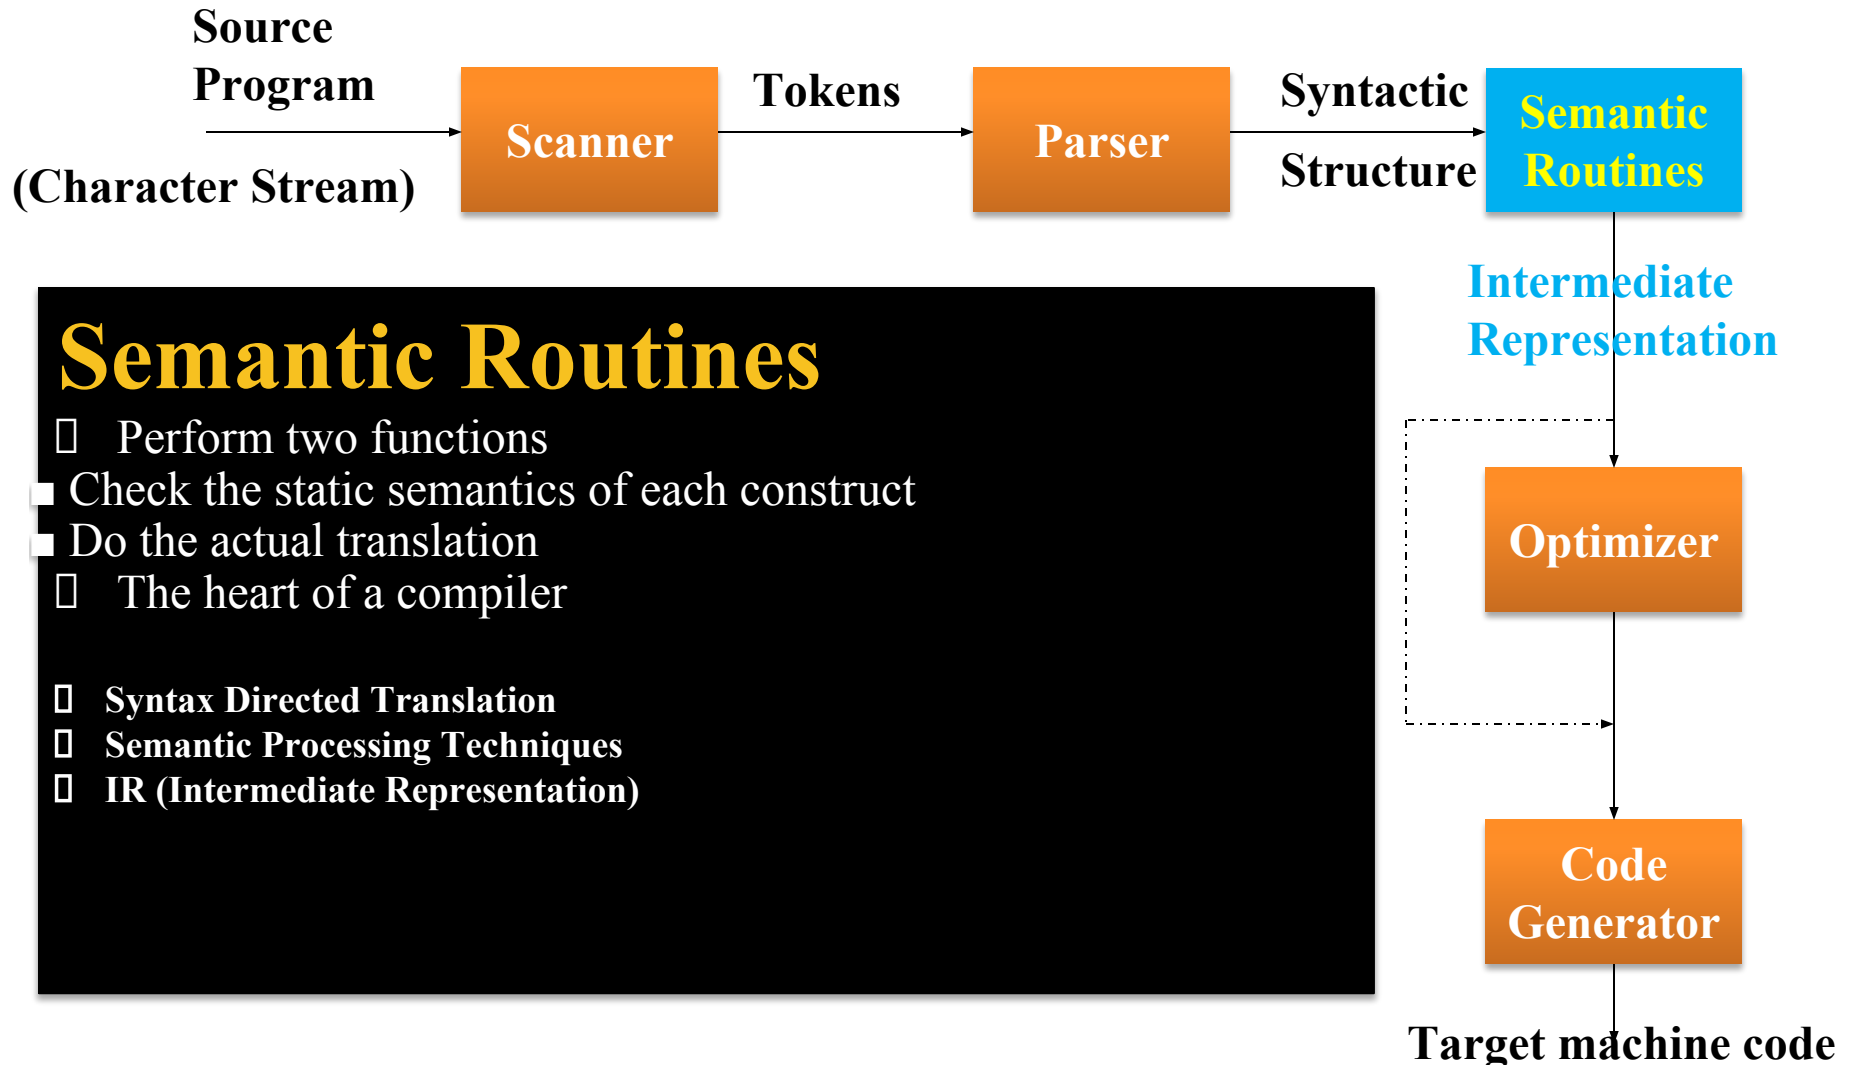 Source
Program
(Character Stream)
Scanner
Tokens
Parser
Syntactic
Structure
Semantic
Routines
Intermediate
Representation
Semantic Routines
Perform two functions
■ Check the static semantics of each construct
■ Do the actual translation
The heart of a compiler
Syntax Directed Translation
Semantic Processing Techniques
IR (Intermediate Representation)
Optimizer
Code
Generator
Target machine code